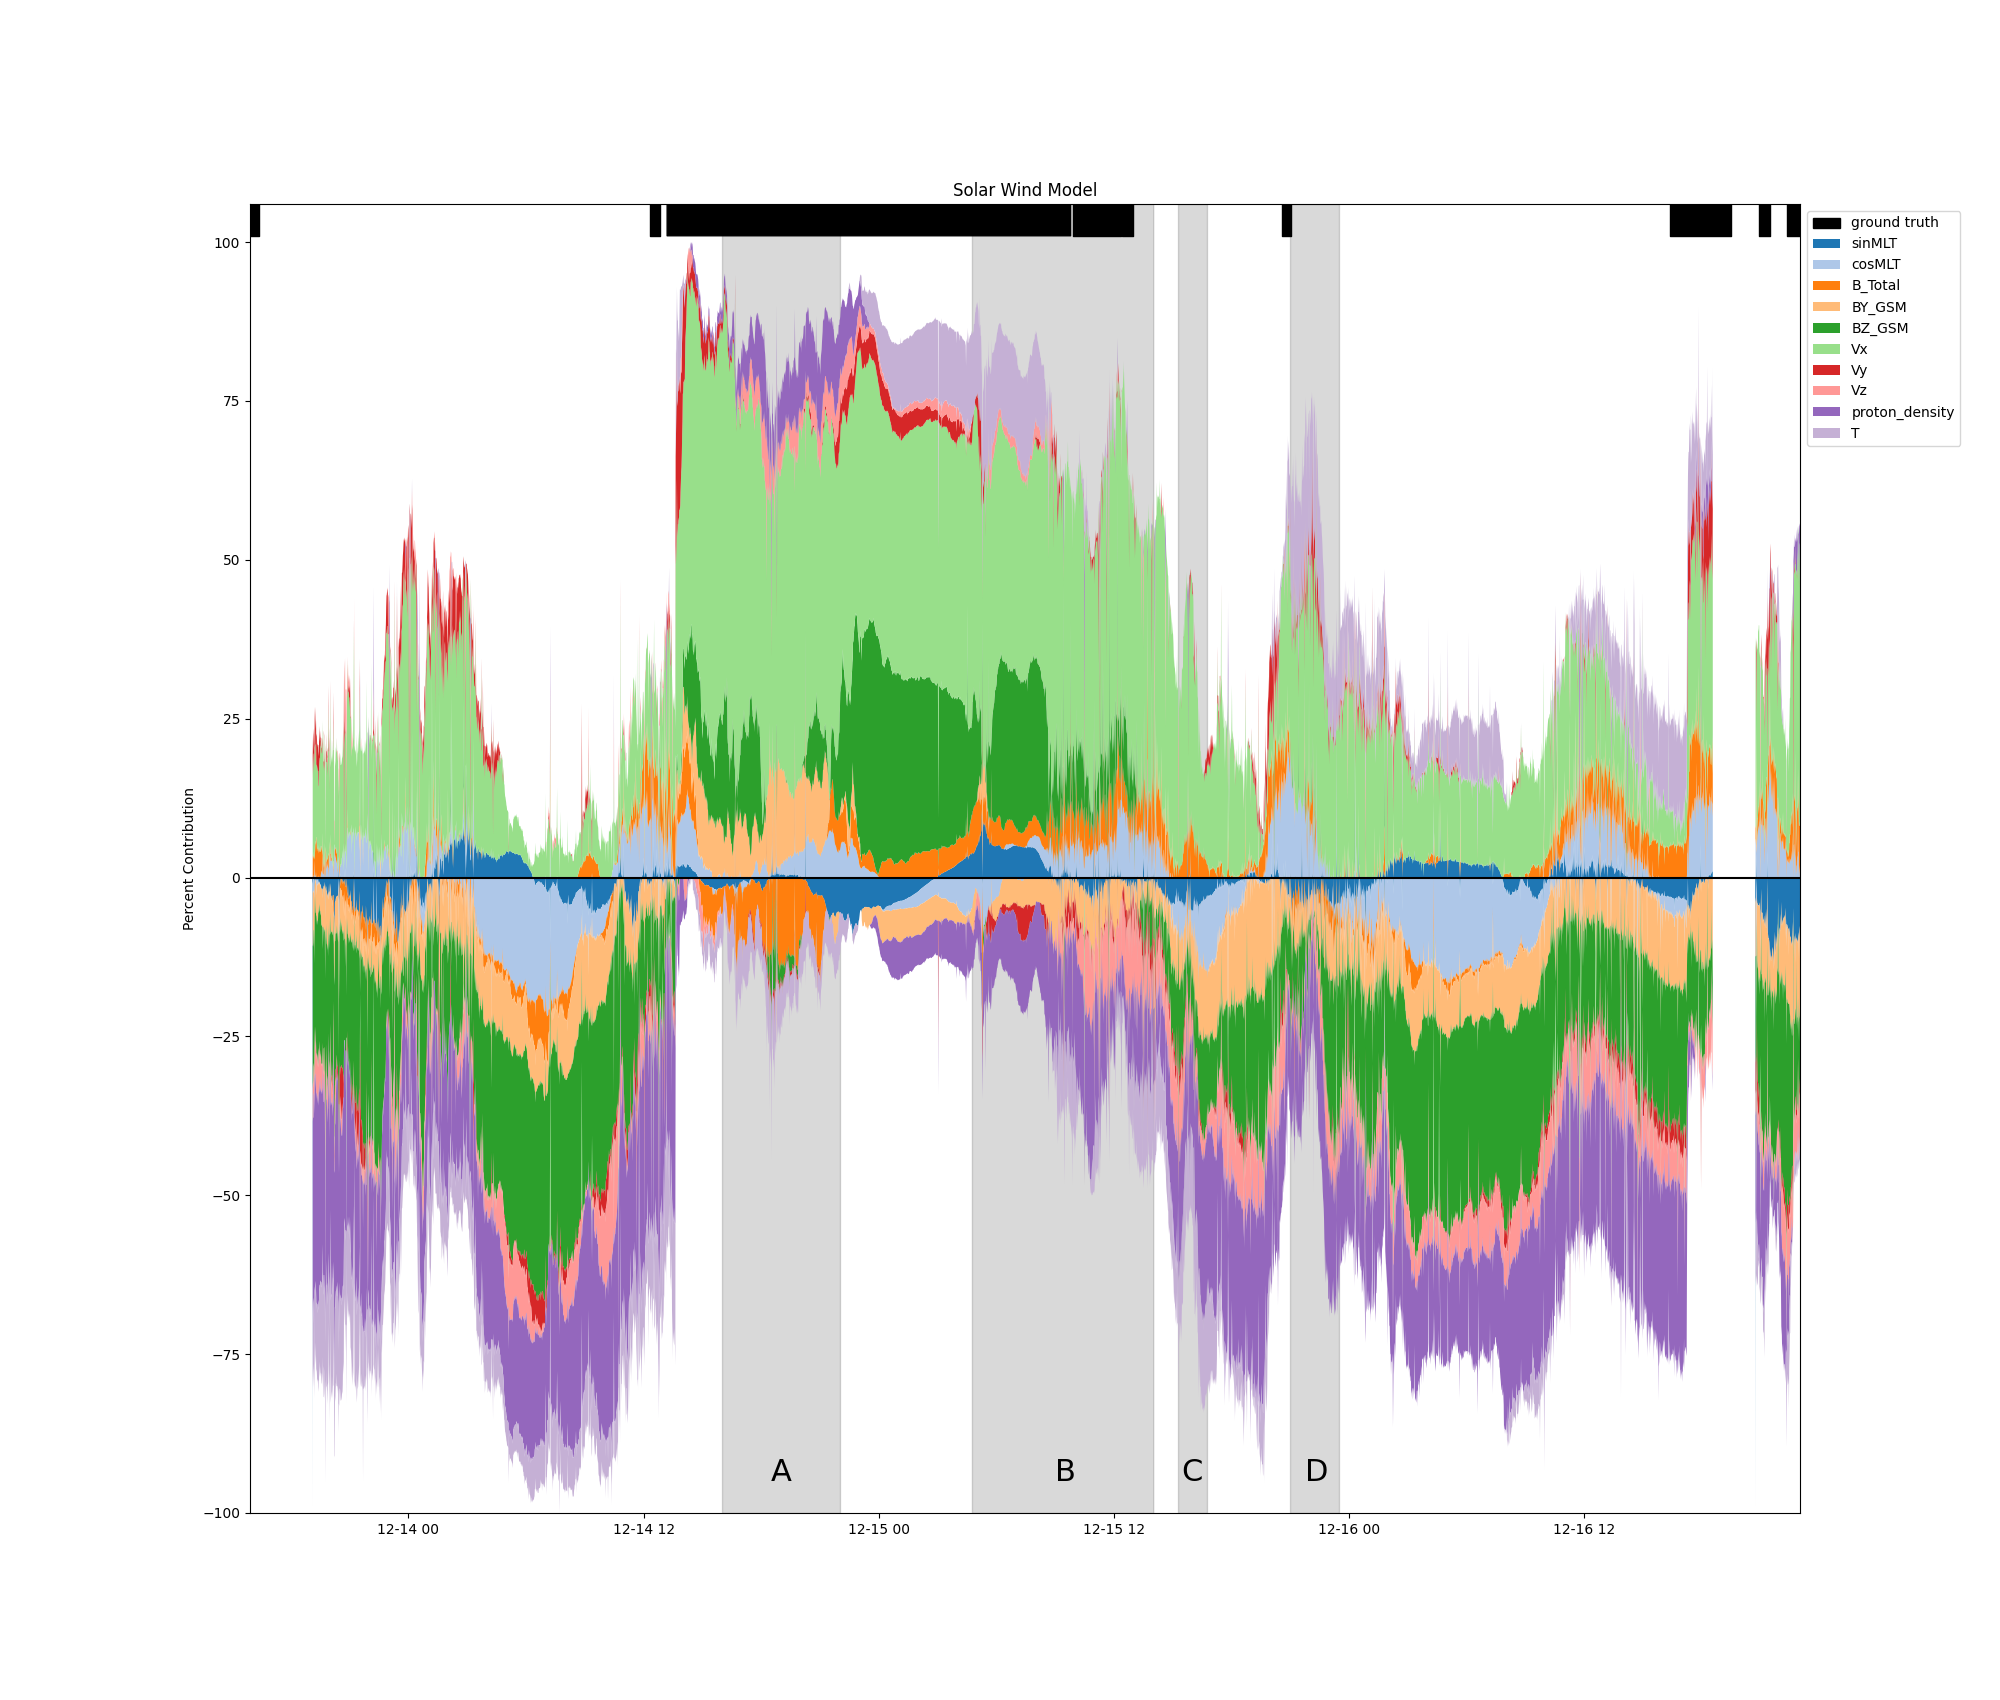 Solar Wind Model
100
75
50
25
0
−25
−50
−75
−100
Percent Contribution
ground truth
sinMLT
cosMLT
B_Total
BY_GSM
BZ_GSM
Vx
Vy
Vz
proton_density
T
A
B
C
D
12-14 00
12-14 12
12-15 00
12-15 12
12-16 00
12-16 12